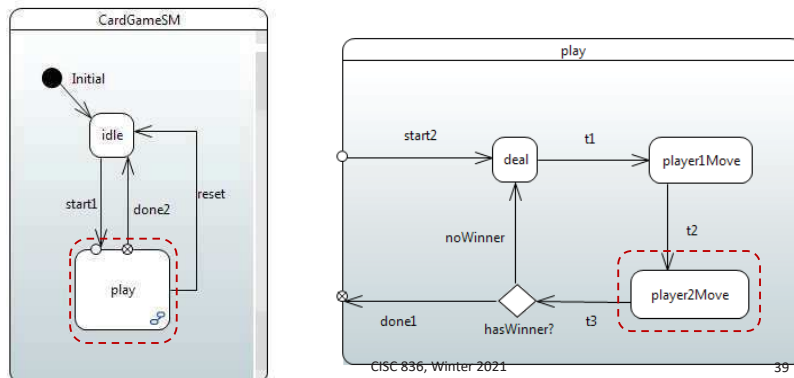 CardGameSM
Initial
idle
start1
done2
reset
play
play
start2
deal
t1
player1Move
noWinner
t2
player2Move
done1
hasWinner?
t3
CISC 836, Winter 2021
39